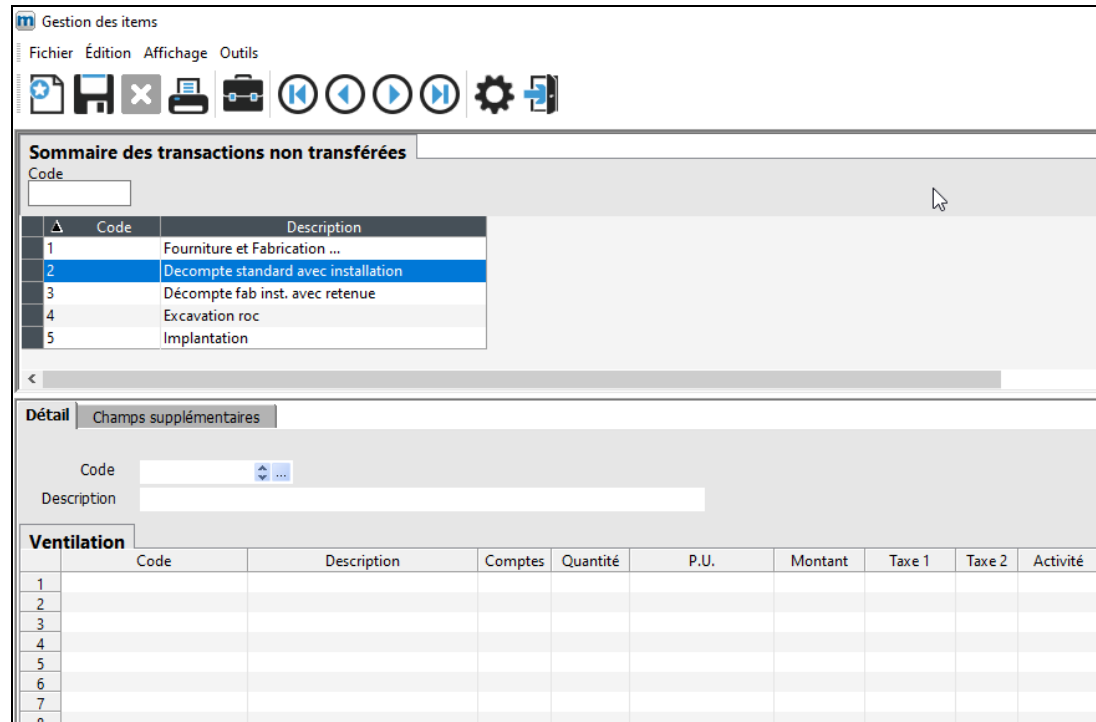 m Gestion des items
Fichier Édition Affichage Outils
Sommaire des transactions non transférées
Code
Code Description
1 Fourniture et Fabrication ...
2 Decompte standard avec installation
3 Décompte fab inst. avec retenue
4 Excavation roc
5 Implantation
Détail Champs supplémentaires
Code ...
Description
Ventilation
Code Description Comptes Quantité P.U. Montant Taxe 1 Taxe 2 Activité
1
2
3
4
5
6
7
8